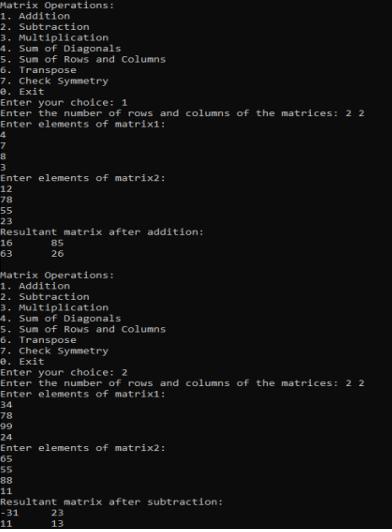 Matrix Operations:
1. Addition
2. Subtraction
3. Multiplication
4. Sum of Diagonals
5. Sum of Rows and Columns
6. Transpose
7. Check Symmetry
0. Exit
Enter your choice: 1
Enter the number of rows and columns of the matrices: 2 2
Enter elements of matrix1:
4
7
8
3
Enter elements of matrix2:
12
78
55
23
Resultant matrix after addition:
16 85
63 26
Matrix Operations:
1. Addition
2. Subtraction
3. Multiplication
4. Sum of Diagonals
5. Sum of Rows and Columns
6. Transpose
7. Check Symmetry
0. Exit
Enter your choice: 2
Enter the number of rows and columns of the matrices: 2 2
Enter elements of matrix1:
34
78
99
24
Enter elements of matrix2:
65
55
88
11
Resultant matrix after subtraction:
-31 23
11 13